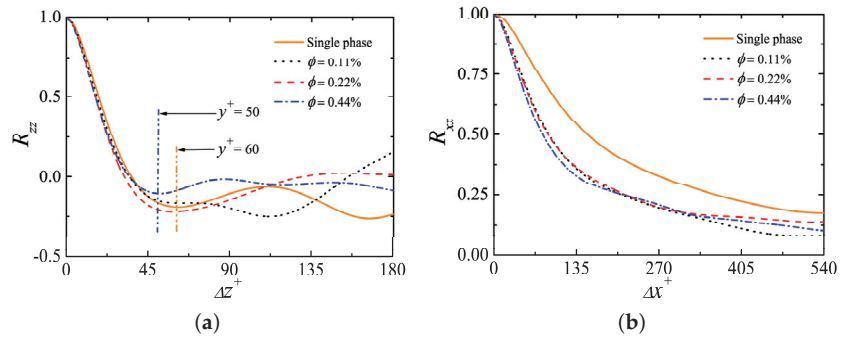 1.0
0.5
0.0
-0.5
R_zz
Single phase
ϕ = 0.11%
ϕ = 0.22%
ϕ = 0.44%
y⁺ = 50
y⁺ = 60
0 45 90 135 180
Δz⁺
(a)
1.00
0.75
0.50
0.25
0.00
R_xx
Single phase
ϕ = 0.11%
ϕ = 0.22%
ϕ = 0.44%
0 135 270 405 540
Δx⁺
(b)